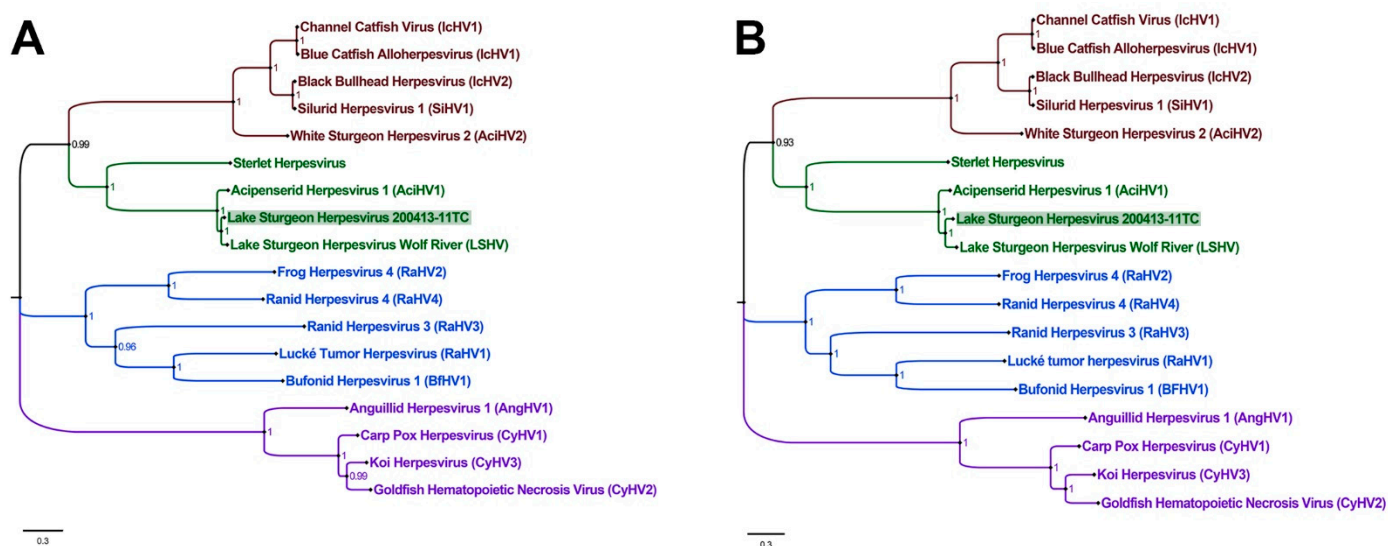 A
Channel Catfish Virus (IcHV1)
1
Blue Catfish Alloherpesvirus (IcHV1)
1
Black Bullhead Herpesvirus (IcHV2)
1
Silurid Herpesvirus 1 (SiHV1)
1
White Sturgeon Herpesvirus 2 (AciHV2)
0.99
Sterlet Herpesvirus
1
Acipenserid Herpesvirus 1 (AciHV1)
1
Lake Sturgeon Herpesvirus 200413-11TC
1
Lake Sturgeon Herpesvirus Wolf River (LSHV)
Frog Herpesvirus 4 (RaHV2)
1
Ranid Herpesvirus 4 (RaHV4)
1
Ranid Herpesvirus 3 (RaHV3)
0.96
Lucké Tumor Herpesvirus (RaHV1)
1
Bufonid Herpesvirus 1 (BfHV1)
Anguillid Herpesvirus 1 (AngHV1)
1
Carp Pox Herpesvirus (CyHV1)
1
Koi Herpesvirus (CyHV3)
0.99
Goldfish Hematopoietic Necrosis Virus (CyHV2)
0.3
B
Channel Catfish Virus (IcHV1)
1
Blue Catfish Alloherpesvirus (IcHV1)
1
Black Bullhead Herpesvirus (IcHV2)
1
Silurid Herpesvirus 1 (SiHV1)
1
White Sturgeon Herpesvirus 2 (AciHV2)
0.93
Sterlet Herpesvirus
1
Acipenserid Herpesvirus 1 (AciHV1)
1
Lake Sturgeon Herpesvirus 200413-11TC
1
Lake Sturgeon Herpesvirus Wolf River (LSHV)
Frog Herpesvirus 4 (RaHV2)
1
Ranid Herpesvirus 4 (RaHV4)
1
Ranid Herpesvirus 3 (RaHV3)
1
Lucké tumor herpesvirus (RaHV1)
1
Bufonid Herpesvirus 1 (BFHV1)
Anguillid Herpesvirus 1 (AngHV1)
1
Carp Pox Herpesvirus (CyHV1)
1
Koi Herpesvirus (CyHV3)
1
Goldfish Hematopoietic Necrosis Virus (CyHV2)
0.3